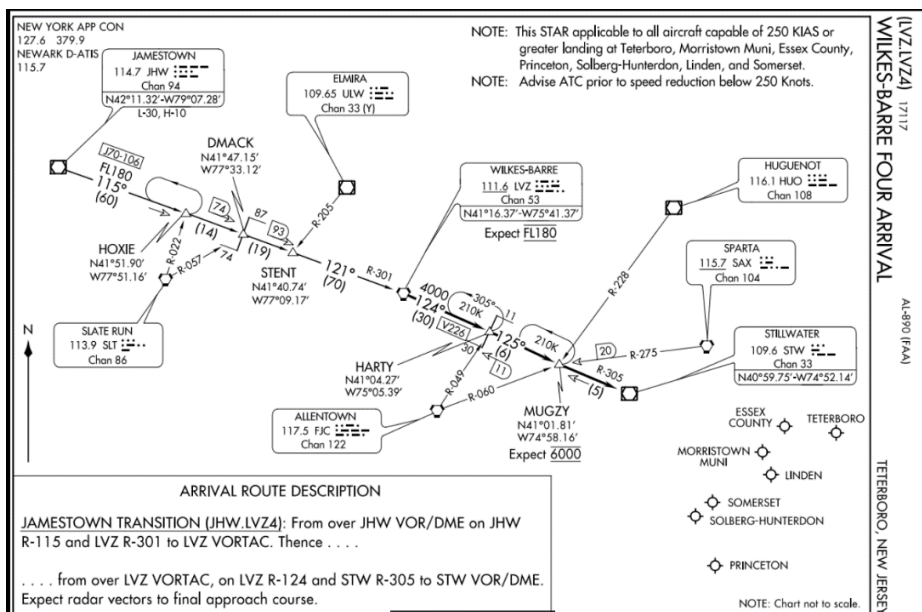 NEW YORK APP CON
127.6 379.9
NEWARK D-ATIS
115.7
JAMESTOWN
114.7 JHW
Chan 94
N42°11.32'-W79°07.28'
L-30, H-10
ELMIRA
109.65 ULW
Chan 33 (Y)
NOTE: This STAR applicable to all aircraft capable of 250 KIAS or
greater landing at Teterboro, Morristown Muni, Essex County,
Princeton, Solberg-Hunterdon, Linden, and Somerset.
NOTE: Advise ATC prior to speed reduction below 250 Knots.
(LVZ.LVZ4) 17117
WILKES-BARRE FOUR ARRIVAL
AL-890 (FAA)
TETERBORO, NEW JERSEY
J70-106
FL180
115°
(60)
DMACK
N41°47.15'
W77°33.12'
74
87
93
(14)
(19)
R-205
HOXIE
N41°51.90'
W77°51.16'
R-022
R-057
74
STENT
N41°40.74'
W77°09.17'
121°
(70)
R-301
SLATE RUN
113.9 SLT
Chan 86
WILKES-BARRE
111.6 LVZ
Chan 53
N41°16.37'-W75°41.37'
Expect FL180
HUGUENOT
116.1 HUO
Chan 108
R-228
SPARTA
115.7 SAX
Chan 104
R-275
20
4000
124°
(30)
V226
305°
210K
11
30
11
125°
(6)
210K
R-305
(5)
HARTY
N41°04.27'
W75°05.39'
R-049
R-060
ALLENTOWN
117.5 FJC
Chan 122
MUGZY
N41°01.81'
W74°58.16'
Expect 6000
STILLWATER
109.6 STW
Chan 33
N40°59.75'-W74°52.14'
N
ESSEX
COUNTY
TETERBORO
MORRISTOWN
MUNI
LINDEN
SOMERSET
SOLBERG-HUNTERDON
PRINCETON
NOTE: Chart not to scale.
ARRIVAL ROUTE DESCRIPTION
JAMESTOWN TRANSITION (JHW.LVZ4): From over JHW VOR/DME on JHW
R-115 and LVZ R-301 to LVZ VORTAC. Thence . . . .
. . . . from over LVZ VORTAC, on LVZ R-124 and STW R-305 to STW VOR/DME.
Expect radar vectors to final approach course.